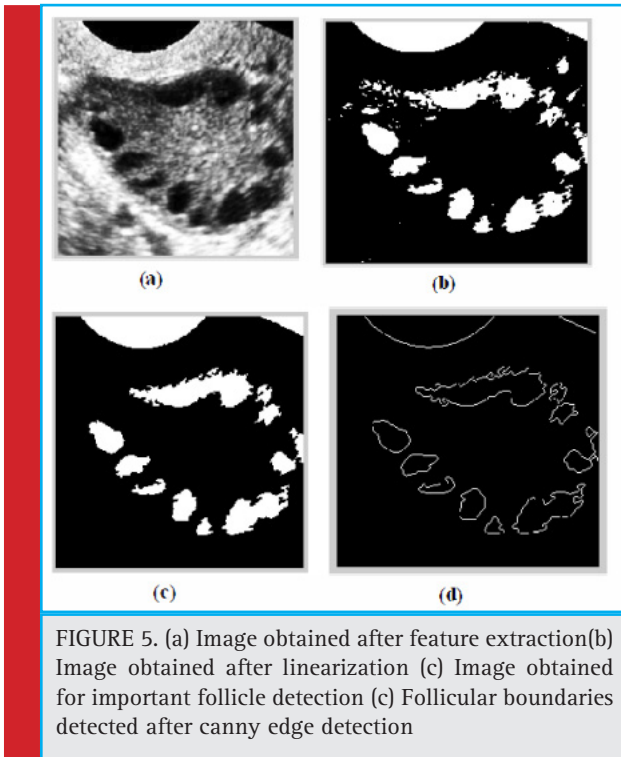 (a)
(b)
(c)
(d)
FIGURE 5. (a) Image obtained after feature extraction(b)
Image obtained after linearization (c) Image obtained
for important follicle detection (c) Follicular boundaries
detected after canny edge detection